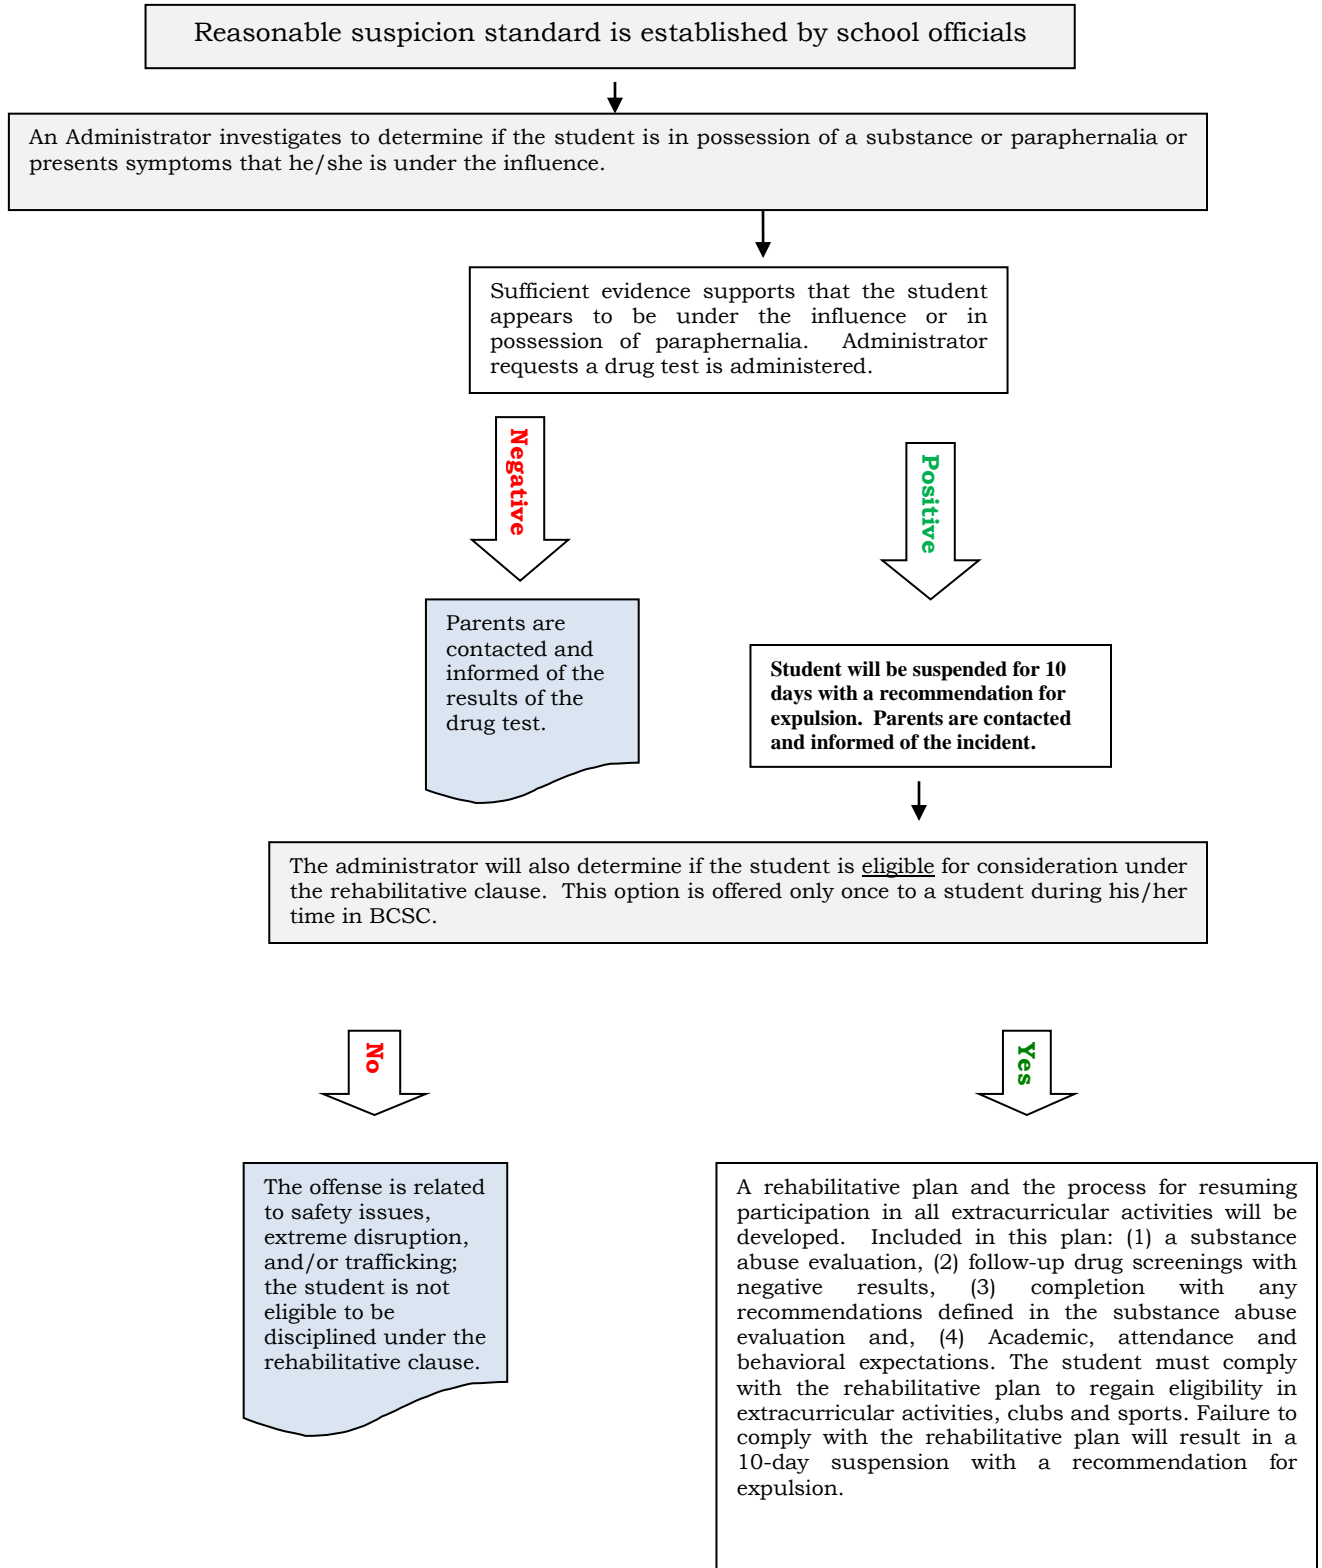 Reasonable suspicion standard is established by school officials
An Administrator investigates to determine if the student is in possession of a substance or paraphernalia or
presents symptoms that he/she is under the influence.
Sufficient evidence supports that the student
appears to be under the influence or in
possession of paraphernalia. Administrator
requests a drug test is administered.
Negative
Positive
Parents are
contacted and
informed of the
results of the
drug test.
Student will be suspended for 10
days with a recommendation for
expulsion. Parents are contacted
and informed of the incident.
The administrator will also determine if the student is eligible for consideration under
the rehabilitative clause. This option is offered only once to a student during his/her
time in BCSC.
No
Yes
The offense is related
to safety issues,
extreme disruption,
and/or trafficking;
the student is not
eligible to be
disciplined under the
rehabilitative clause.
A rehabilitative plan and the process for resuming
participation in all extracurricular activities will be
developed. Included in this plan: (1) a substance
abuse evaluation, (2) follow-up drug screenings with
negative results, (3) completion with any
recommendations defined in the substance abuse
evaluation and, (4) Academic, attendance and
behavioral expectations. The student must comply
with the rehabilitative plan to regain eligibility in
extracurricular activities, clubs and sports. Failure to
comply with the rehabilitative plan will result in a
10-day suspension with a recommendation for
expulsion.